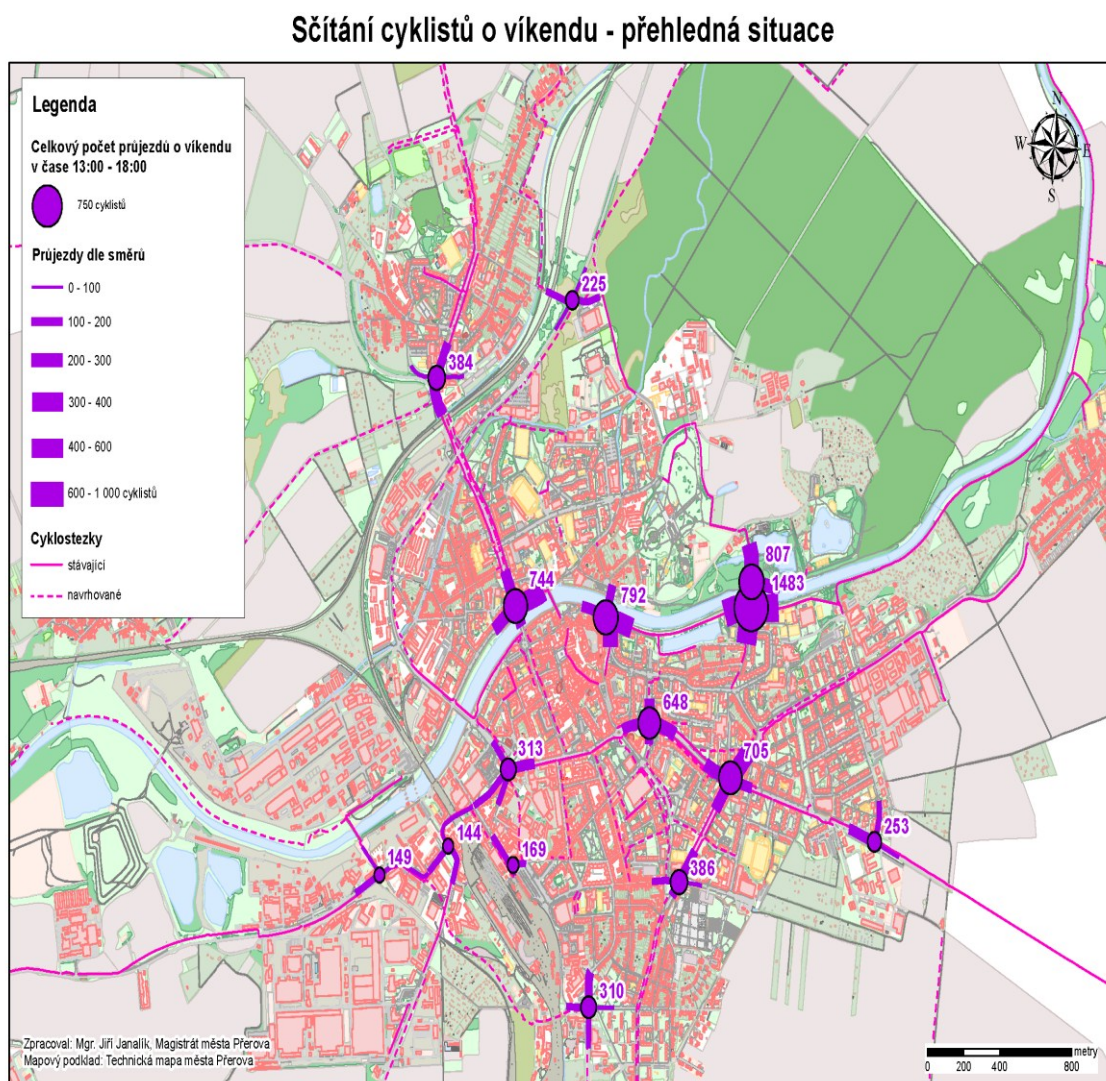 Sčítání cyklistů o víkendu - přehledná situace
Legenda
Celkový počet průjezdů o víkendu
v čase 13:00 - 18:00
750 cyklistů
Průjezdy dle směrů
0 - 100
100 - 200
200 - 300
300 - 400
400 - 600
600 - 1 000 cyklistů
Cyklostezky
stávající
navrhované
N
W
E
S
225
384
807
1483
744
792
648
705
313
253
144
169
149
386
310
Zpracoval: Mgr. Jiří Janalík, Magistrát města Přerova
Mapový podklad: Technická mapa města Přerova
metry
0 200 400 800